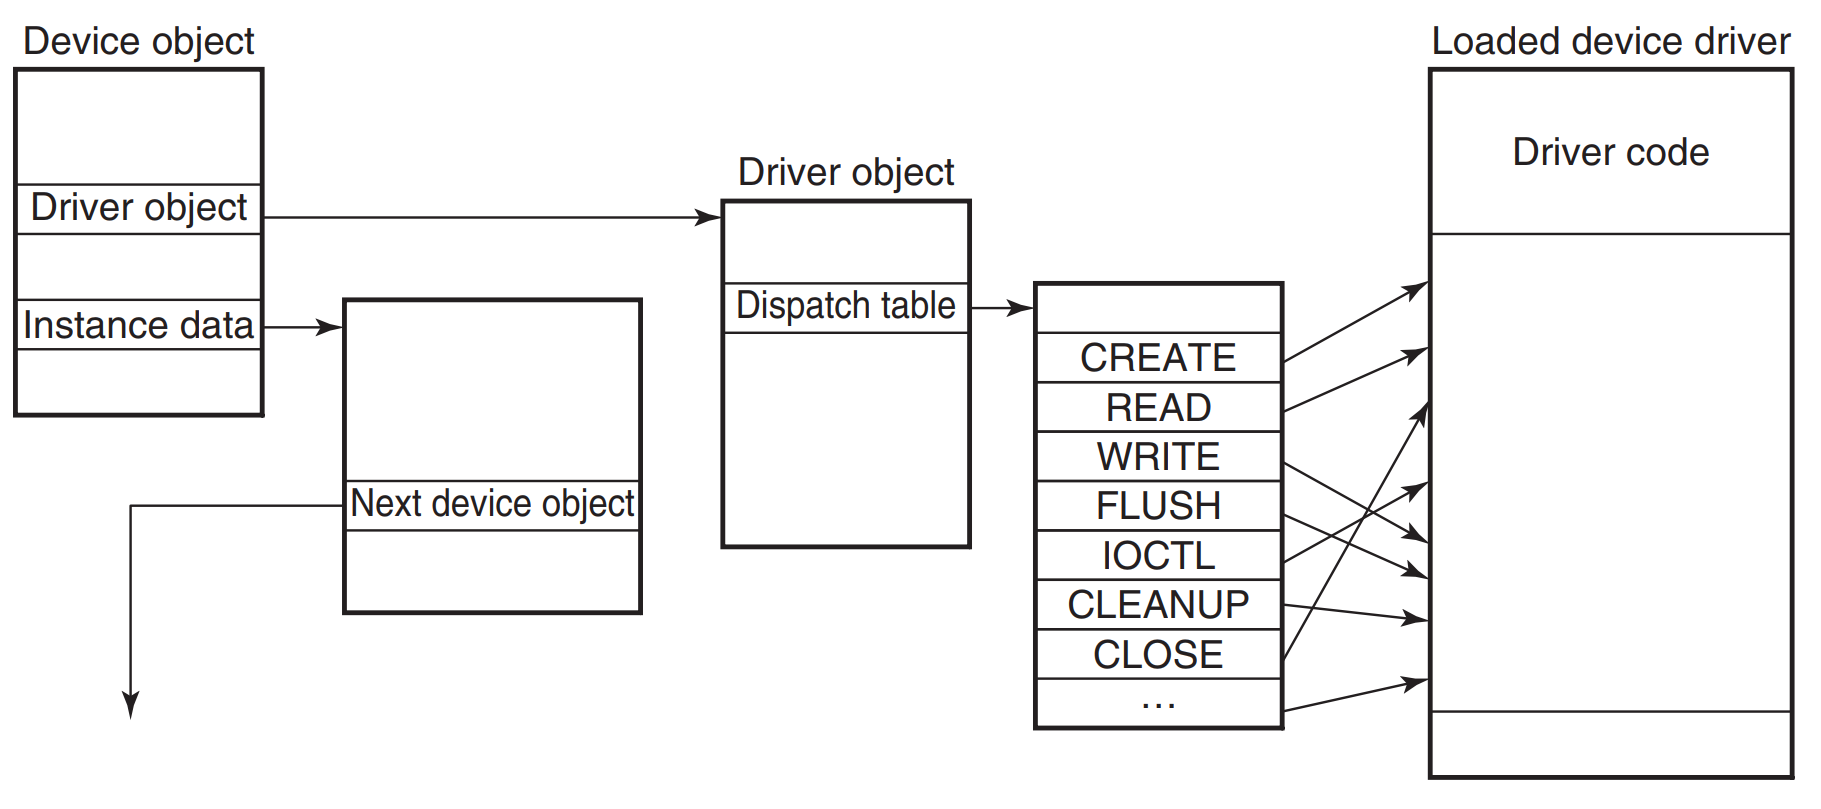 Device object
Driver object
Instance data
Next device object
Driver object
Dispatch table
CREATE
READ
WRITE
FLUSH
IOCTL
CLEANUP
CLOSE
...
Loaded device driver
Driver code